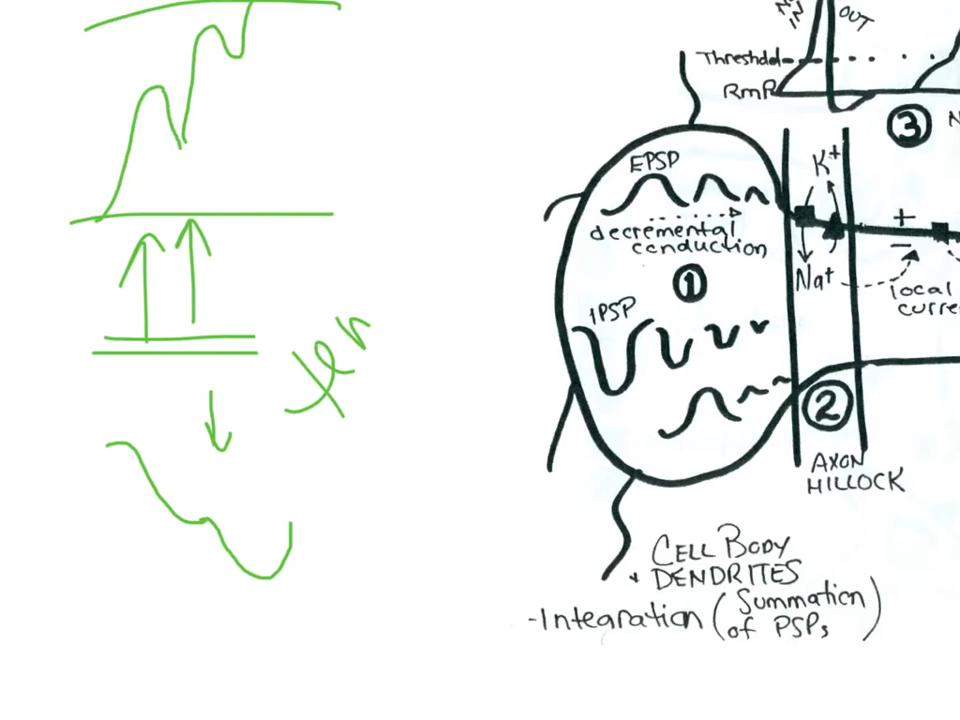 IN
OUT
Threshold
RmP
③
N
EPSP
K+
decremental
conduction
+
−
①
Na+
local
curre
IPSP
②
AXON
HILLOCK
CELL BODY
+ DENDRITES
-Integration (Summation
of PSPs)